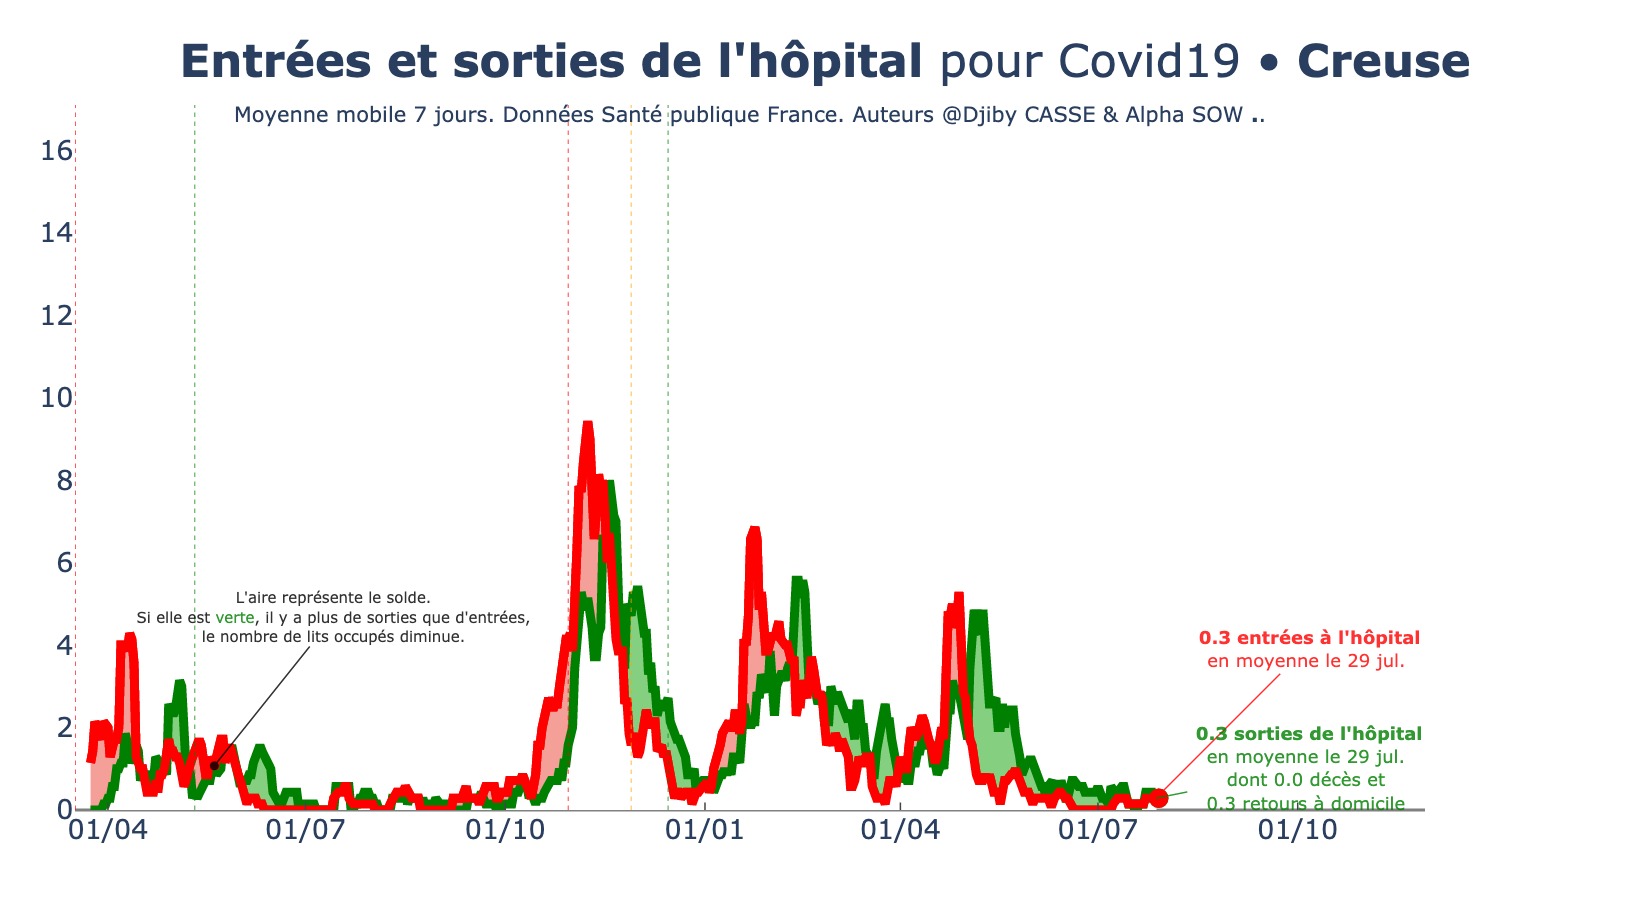 Entrées et sorties de l'hôpital pour Covid19 • Creuse
Moyenne mobile 7 jours. Données Santé publique France. Auteurs @Djiby CASSE & Alpha SOW ..
16
14
12
10
8
6
4
2
0
L'aire représente le solde.
Si elle est verte, il y a plus de sorties que d'entrées,
le nombre de lits occupés diminue.
0.3 entrées à l'hôpital
en moyenne le 29 jul.
0.3 sorties de l'hôpital
en moyenne le 29 jul.
dont 0.0 décès et
0.3 retours à domicile
01/04 01/07 01/10 01/01 01/04 01/07 01/10